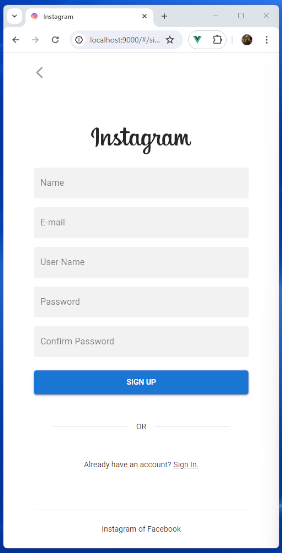 Instagram
localhost:9000/#/si...
Instagram
Name
E-mail
User Name
Password
Confirm Password
SIGN UP
OR
Already have an account? Sign In.
Instagram of Facebook